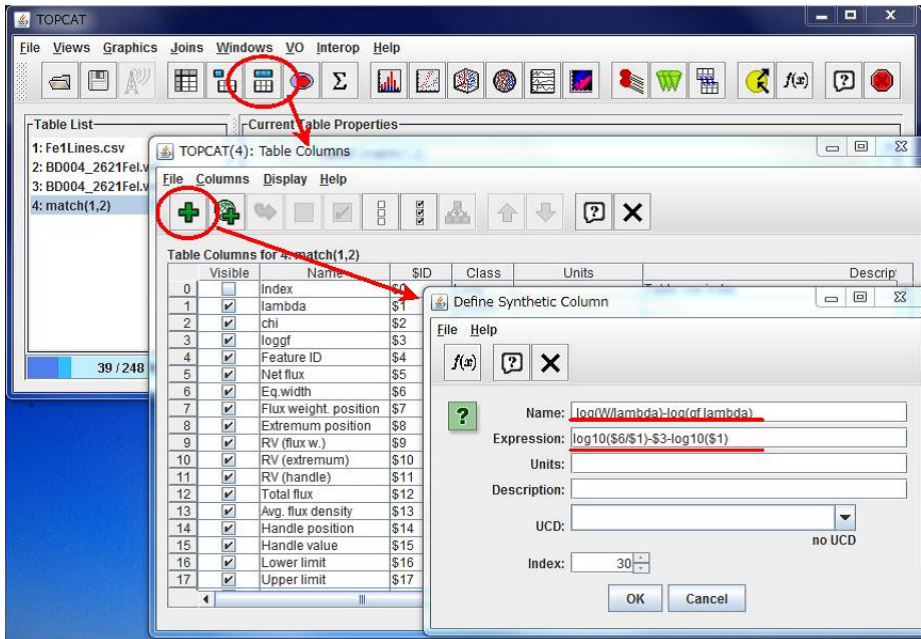 TOPCAT
File Views Graphics Joins Windows VO Interop Help
Σ f(x)
Table List
Current Table Properties
1: Fe1Lines.csv
2: BD004_2621FeI.v
3: BD004_2621FeI.v
4: match(1,2)
39 / 248
TOPCAT(4): Table Columns
File Columns Display Help
Table Columns for 4: match(1,2)
Visible Name $ID Class Units Descrip
0 Index $0
1 lambda $1
2 chi $2
3 loggf $3
4 Feature ID $4
5 Net flux $5
6 Eq.width $6
7 Flux weight. position $7
8 Extremum position $8
9 RV (flux w.) $9
10 RV (extremum) $10
11 RV (handle) $11
12 Total flux $12
13 Avg. flux density $13
14 Handle position $14
15 Handle value $15
16 Lower limit $16
17 Upper limit $17
Define Synthetic Column
File Help
f(x)
Name: log(W/lambda)-log(gf lambda)
Expression: log10($6/$1)-$3-log10($1)
Units:
Description:
UCD:
no UCD
Index: 30
OK Cancel